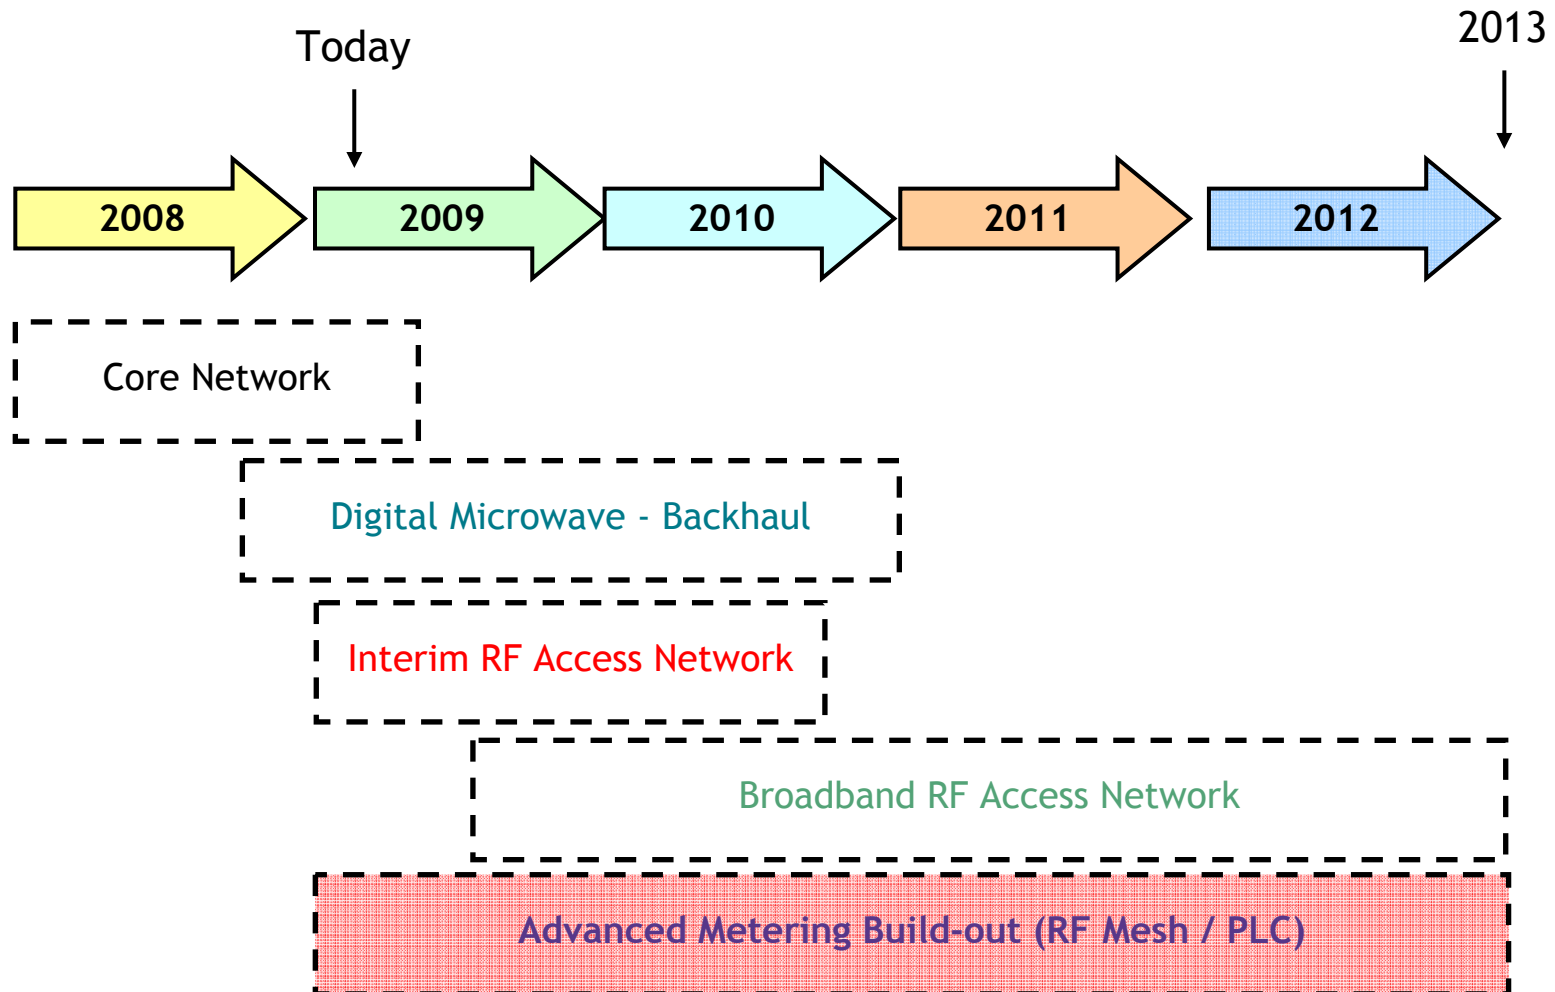 Today
2013
2008
2009
2010
2011
2012
Core Network
Digital Microwave - Backhaul
Interim RF Access Network
Broadband RF Access Network
Advanced Metering Build-out (RF Mesh / PLC)